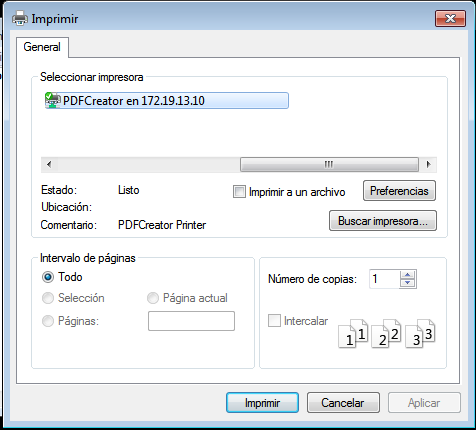 Imprimir
General
Seleccionar impresora
PDFCreator en 172.19.13.10
Estado: Listo
Imprimir a un archivo
Preferencias
Ubicación:
Comentario: PDFCreator Printer
Buscar impresora...
Intervalo de páginas
Todo
Selección
Página actual
Páginas:
Número de copias: 1
Intercalar
1 1 2 2 3 3
Imprimir
Cancelar
Aplicar